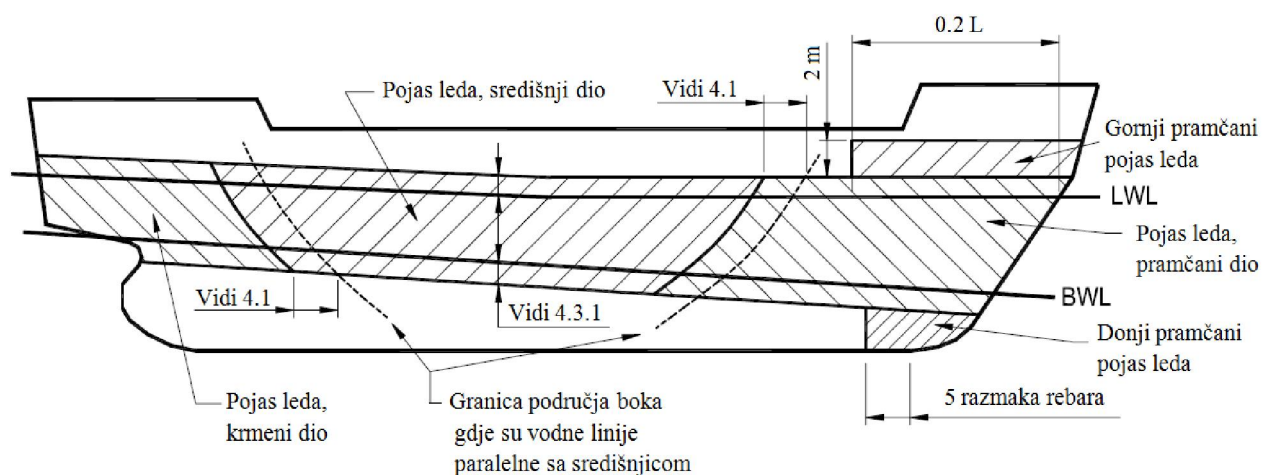 0.2 L
2 m
Pojas leda, središnji dio
Vidi 4.1
Gornji pramčani
pojas leda
LWL
Pojas leda,
pramčani dio
BWL
Vidi 4.1
Vidi 4.3.1
Donji pramčani
pojas leda
5 razmaka rebara
Pojas leda,
krmeni dio
Granica područja boka
gdje su vodne linije
paralelne sa središnjicom